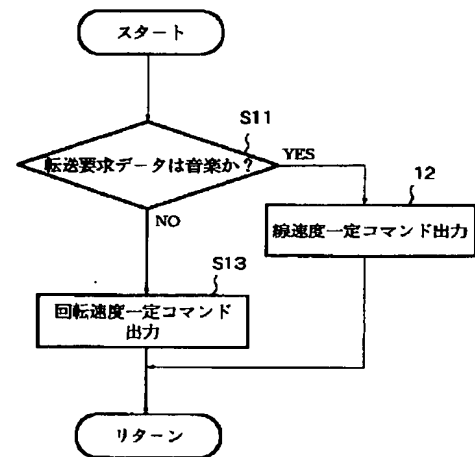 スタート
S11
転送要求データは音楽か?
YES
NO
12
線速度一定コマンド出力
S13
回転速度一定コマンド
出力
リターン